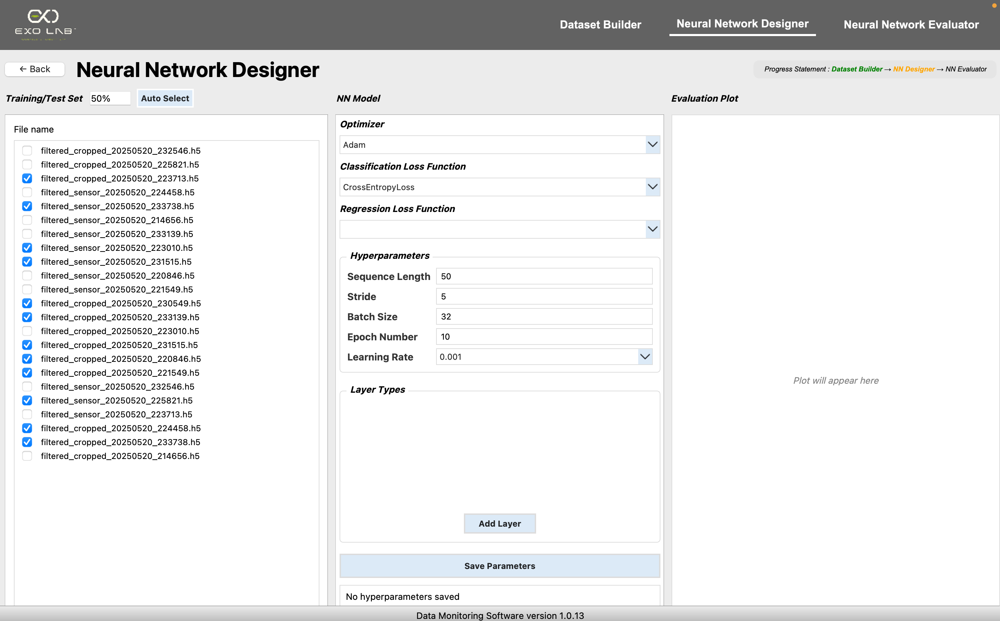 EXO LAB
Dataset Builder
Neural Network Designer
Neural Network Evaluator
← Back
Neural Network Designer
Progress Statement : Dataset Builder → NN Designer → NN Evaluator
Training/Test Set
50%
Auto Select
File name
filtered_cropped_20250520_232546.h5
filtered_cropped_20250520_225821.h5
filtered_cropped_20250520_223713.h5
filtered_sensor_20250520_224458.h5
filtered_sensor_20250520_233738.h5
filtered_sensor_20250520_214656.h5
filtered_sensor_20250520_233139.h5
filtered_sensor_20250520_223010.h5
filtered_sensor_20250520_231515.h5
filtered_sensor_20250520_220846.h5
filtered_sensor_20250520_221549.h5
filtered_cropped_20250520_230549.h5
filtered_cropped_20250520_233139.h5
filtered_cropped_20250520_223010.h5
filtered_cropped_20250520_231515.h5
filtered_cropped_20250520_220846.h5
filtered_cropped_20250520_221549.h5
filtered_sensor_20250520_232546.h5
filtered_sensor_20250520_225821.h5
filtered_sensor_20250520_223713.h5
filtered_cropped_20250520_224458.h5
filtered_cropped_20250520_233738.h5
filtered_cropped_20250520_214656.h5
NN Model
Optimizer
Adam
Classification Loss Function
CrossEntropyLoss
Regression Loss Function
Hyperparameters
Sequence Length
50
Stride
5
Batch Size
32
Epoch Number
10
Learning Rate
0.001
Layer Types
Add Layer
Save Parameters
No hyperparameters saved
Evaluation Plot
Plot will appear here
Data Monitoring Software version 1.0.13